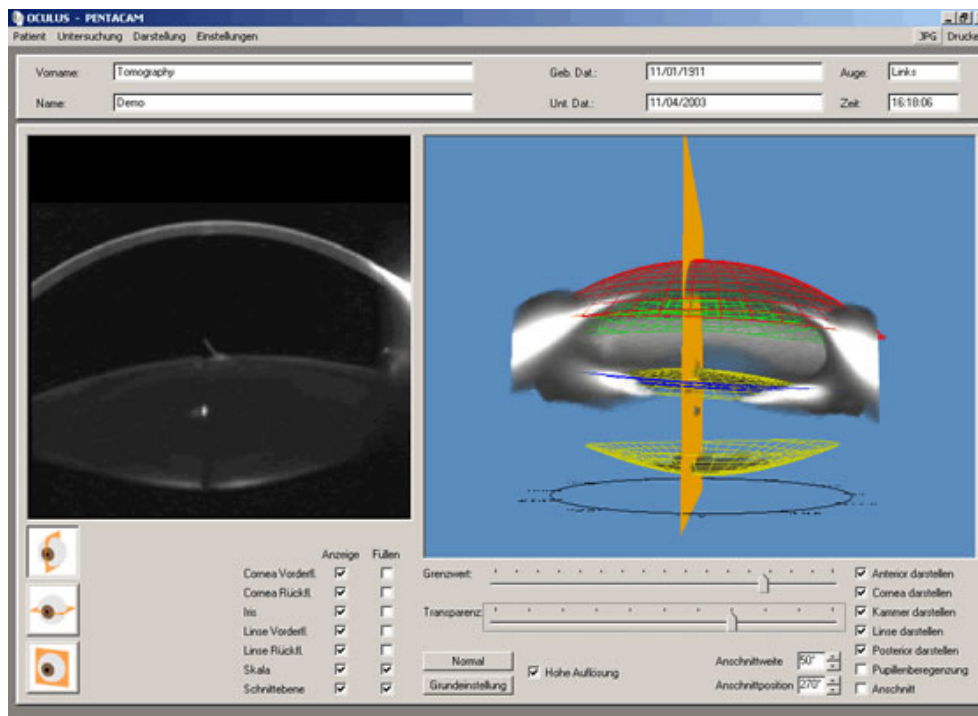 OCULUS - PENTACAM
Patient Untersuchung Darstellung Einstellungen JPG Drucke
Vorname: Tomography Geb. Dat.: 11/01/1911 Auge: Links
Name: Demo Unt. Dat.: 11/04/2003 Zeit: 16:18:06
Anzeige Füllen
Cornea Vorderfl.
Cornea Rückfl.
Iris
Linse Vorderfl.
Linse Rückfl.
Skala
Schnittebene
Grenzwert:
Transparenz:
Normal
Grundeinstellung
Hohe Auflösung
Anschnittweite 50°
Anschnittposition 270°
Anterior darstellen
Cornea darstellen
Kammer darstellen
Linse darstellen
Posterior darstellen
Pupillenberegenzung
Anschnitt